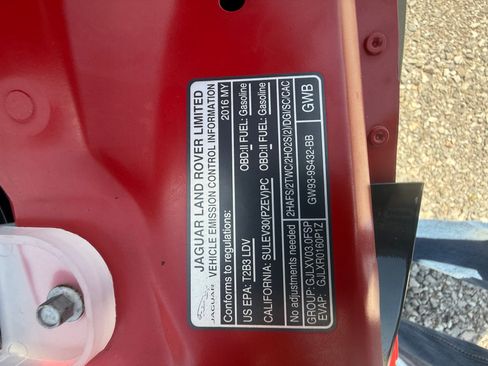 JAGUAR
JAGUAR LAND ROVER LIMITED
VEHICLE EMISSION CONTROL INFORMATION
Conforms to regulations: 2016 MY
US EPA: T2B3 LDV OBD:II FUEL: Gasoline
CALIFORNIA: SULEV30(PZEV)PC OBD:II FUEL: Gasoline
No adjustments needed 2HAFS/2TWC/2HO2S(2)/DGI/SC/CAC
GROUP: GJLXV03.0FSP
EVAP: GJLXR0160P1Z
GW93-9S432-BB
GWB